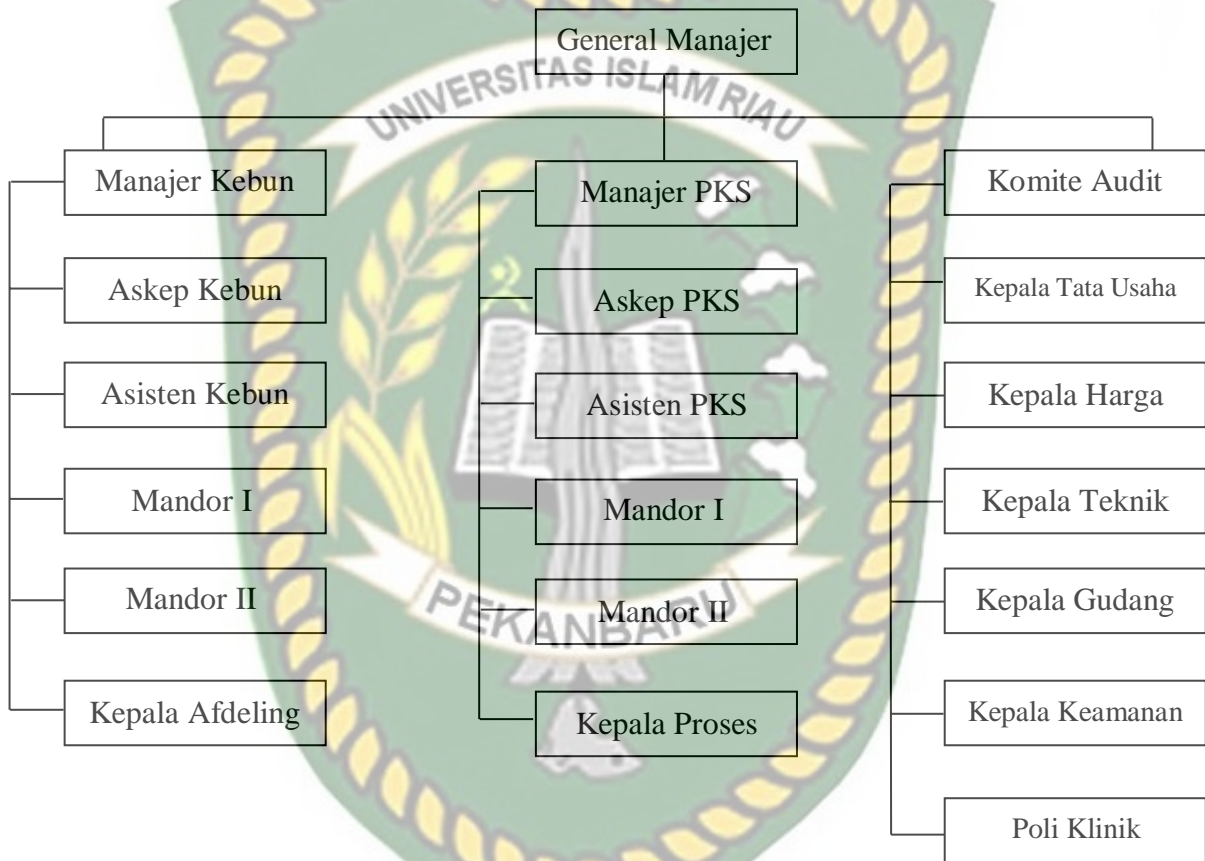 General Manajer
UNIVERSITAS ISLAM RIAU
Manajer Kebun
Manajer PKS
Komite Audit
Askep Kebun
Askep PKS
Kepala Tata Usaha
Asisten Kebun
Asisten PKS
Kepala Harga
Mandor I
Mandor I
Kepala Teknik
Mandor II
Mandor II
Kepala Gudang
PEKANBARU
Kepala Afdeling
Kepala Proses
Kepala Keamanan
Poli Klinik